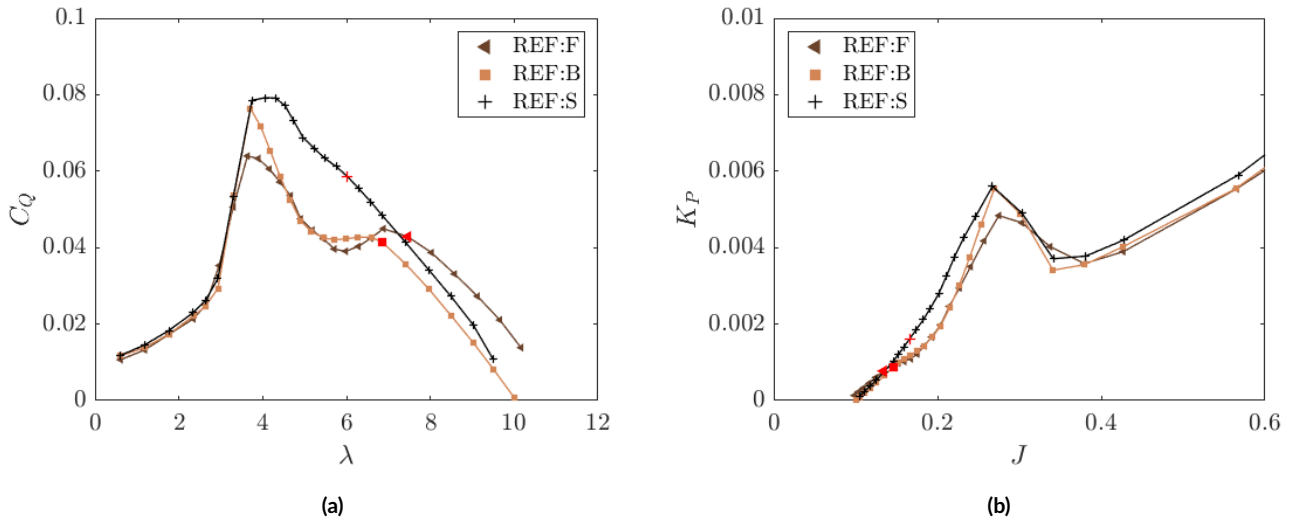 0.1
0.08
0.06
0.04
0.02
0
C_Q
0 2 4 6 8 10 12
λ
REF:F
REF:B
REF:S
(a)
0.01
0.008
0.006
0.004
0.002
0
K_P
0 0.2 0.4 0.6
J
REF:F
REF:B
REF:S
(b)